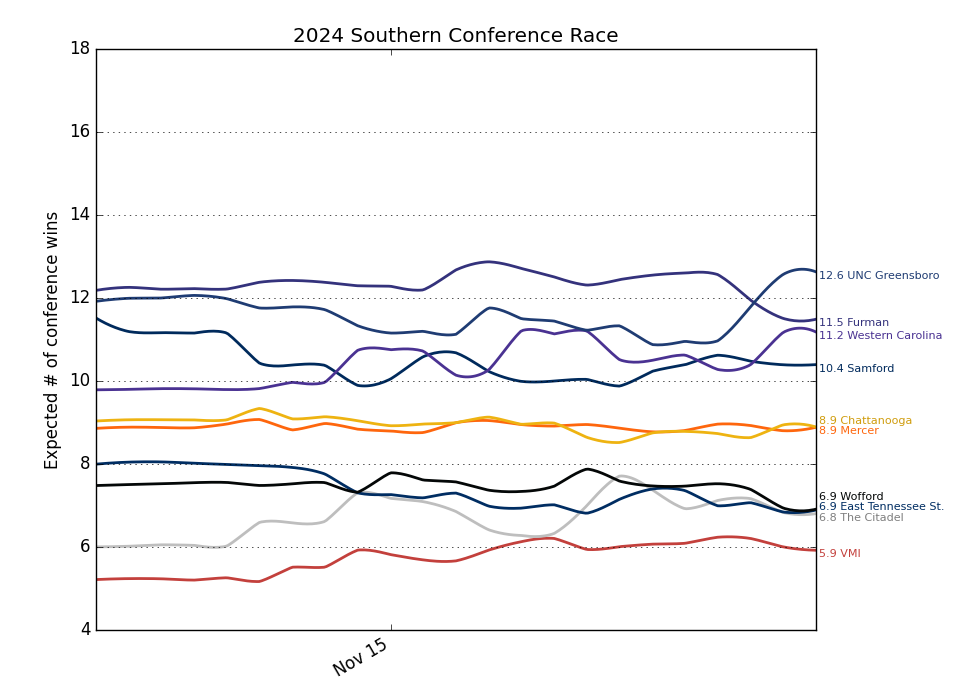 2024 Southern Conference Race
Expected # of conference wins
18
16
14
12
10
8
6
4
Nov 15
12.6 UNC Greensboro
11.5 Furman
11.2 Western Carolina
10.4 Samford
8.9 Chattanooga
8.9 Mercer
6.9 Wofford
6.9 East Tennessee St.
6.8 The Citadel
5.9 VMI